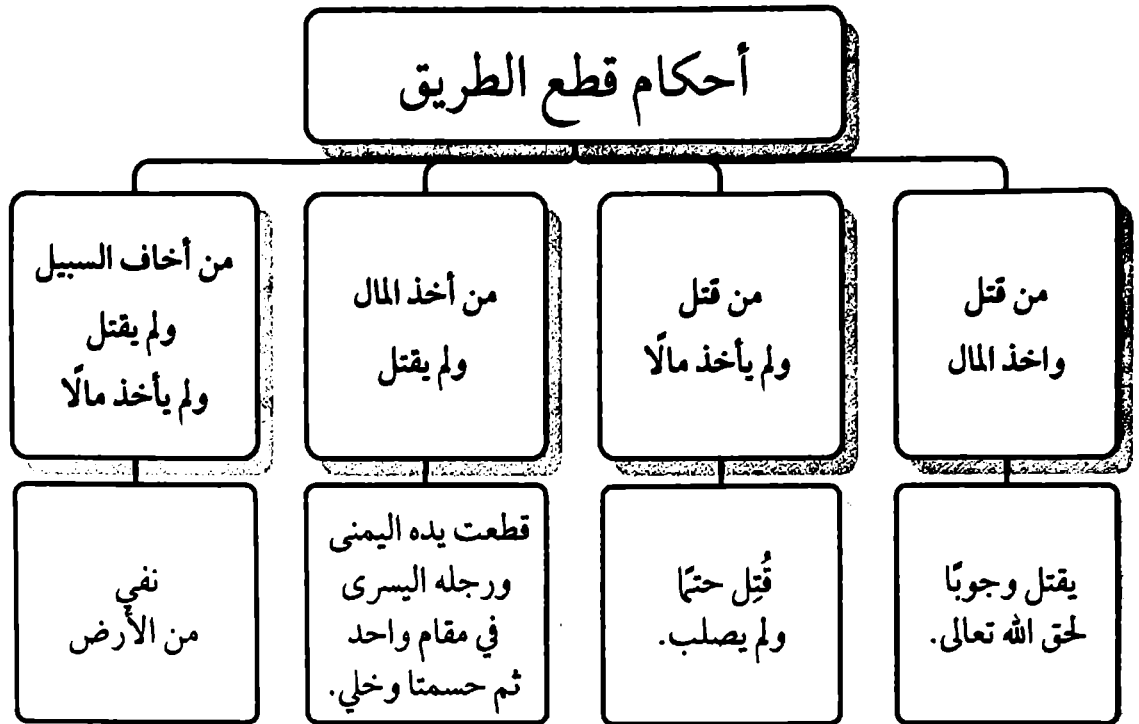 أحكام قطع الطريق
من قتل
واخذ المال
من قتل
ولم يأخذ مالًا
من أخذ المال
ولم يقتل
من أخاف السبيل
ولم يقتل
ولم يأخذ مالًا
يقتل وجوبًا
لحق الله تعالى.
قُتِل حتمًا
ولم يصلب.
قطعت يده اليمنى
ورجله اليسرى
في مقام واحد
ثم حسمتا وخلي.
نفي
من الأرض